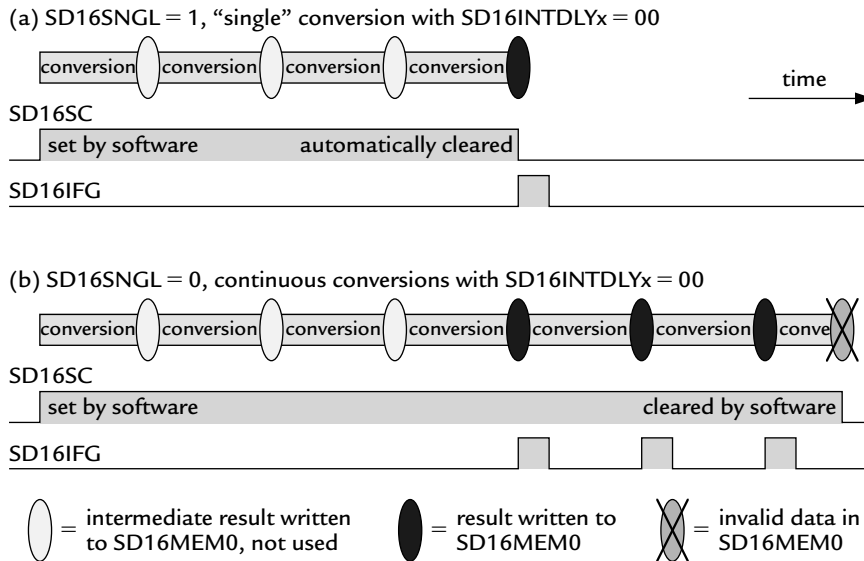 (a) SD16SNGL = 1, “single” conversion with SD16INTDLYx = 00
conversion conversion conversion conversion
time
SD16SC
set by software automatically cleared
SD16IFG
(b) SD16SNGL = 0, continuous conversions with SD16INTDLYx = 00
conversion conversion conversion conversion conversion conversion conve
SD16SC
set by software cleared by software
SD16IFG
= intermediate result written
to SD16MEM0, not used
= result written to
SD16MEM0
= invalid data in
SD16MEM0